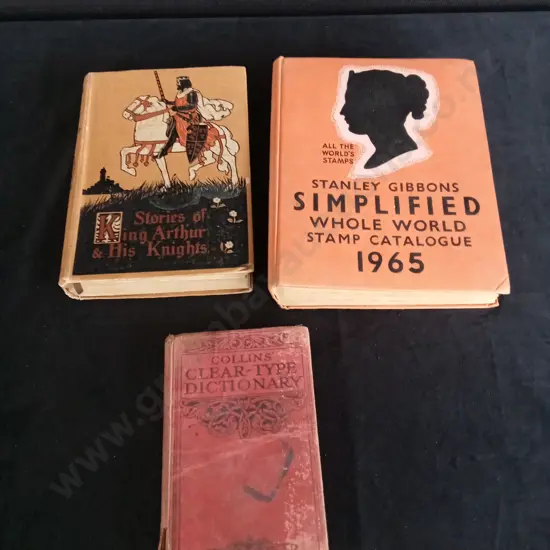 Stories of
King Arthur
& His Knights
ALL THE
WORLD'S
STAMPS
STANLEY GIBBONS
SIMPLIFIED
WHOLE WORLD
STAMP CATALOGUE
1965
COLLINS
CLEAR-TYPE
DICTIONARY